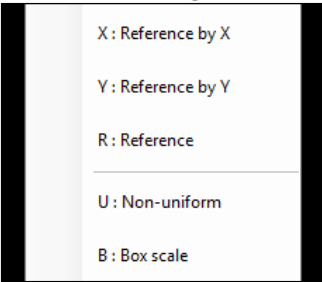 X : Reference by X
Y : Reference by Y
R : Reference
U : Non-uniform
B : Box scale